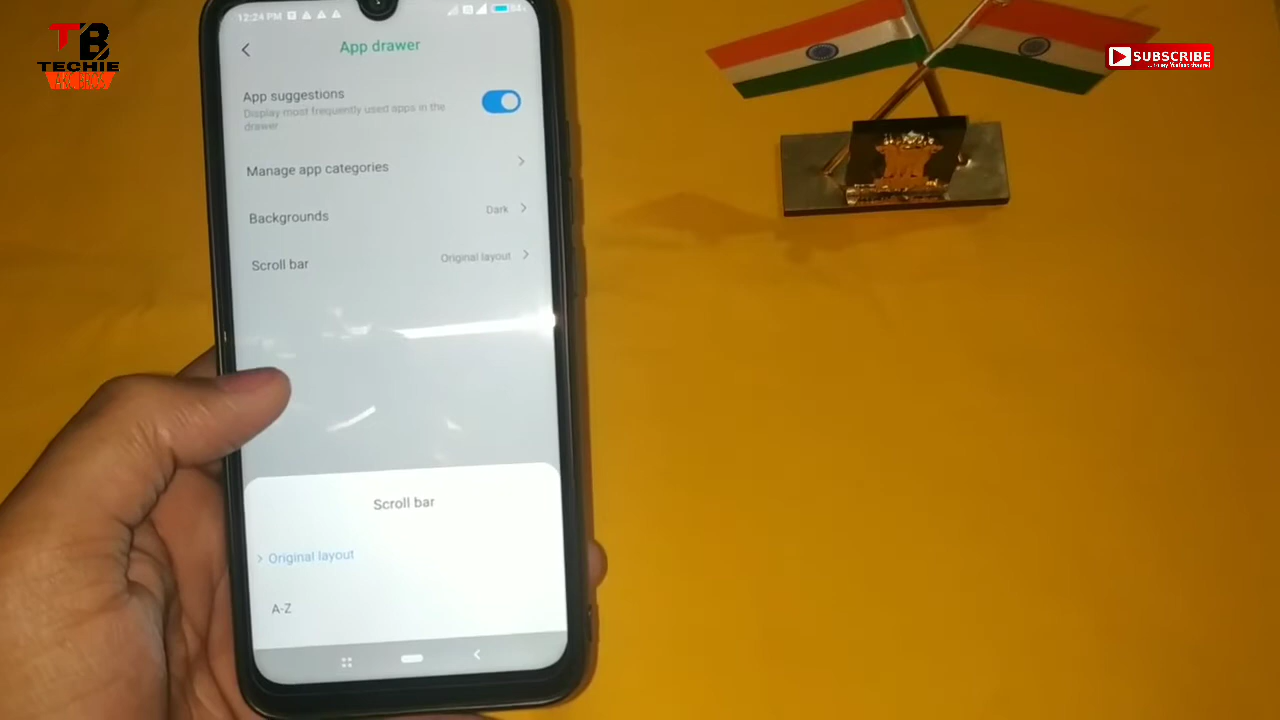 TB
TECHIE
12:24 PM
App drawer
App suggestions
Display most frequently used apps in the
drawer
Manage app categories
Backgrounds
Dark
Scroll bar
Original layout
Scroll bar
> Original layout
A-Z
SUBSCRIBE